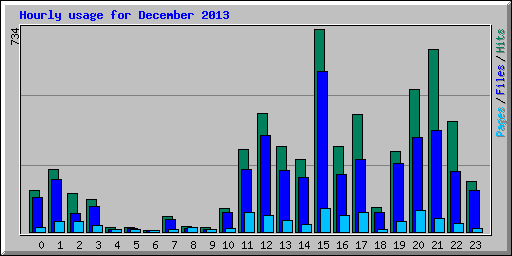 Hourly usage for December 2013
734
Pages / Files / Hits
0 1 2 3 4 5 6 7 8 9 10 11 12 13 14 15 16 17 18 19 20 21 22 23